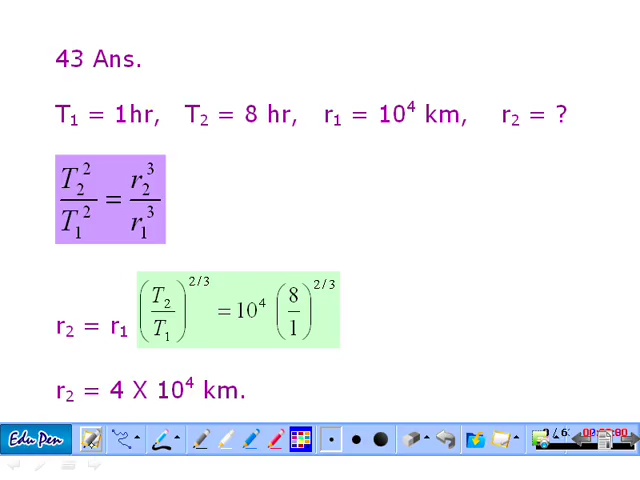 43 Ans.
T₁ = 1hr, T₂ = 8 hr, r₁ = 10⁴ km, r₂ = ?
T₂²/T₁² = r₂³/r₁³
r₂ = r₁ (T₂/T₁)^2/3 = 10⁴ (8/1)^2/3
r₂ = 4 X 10⁴ km.
Edu Pen